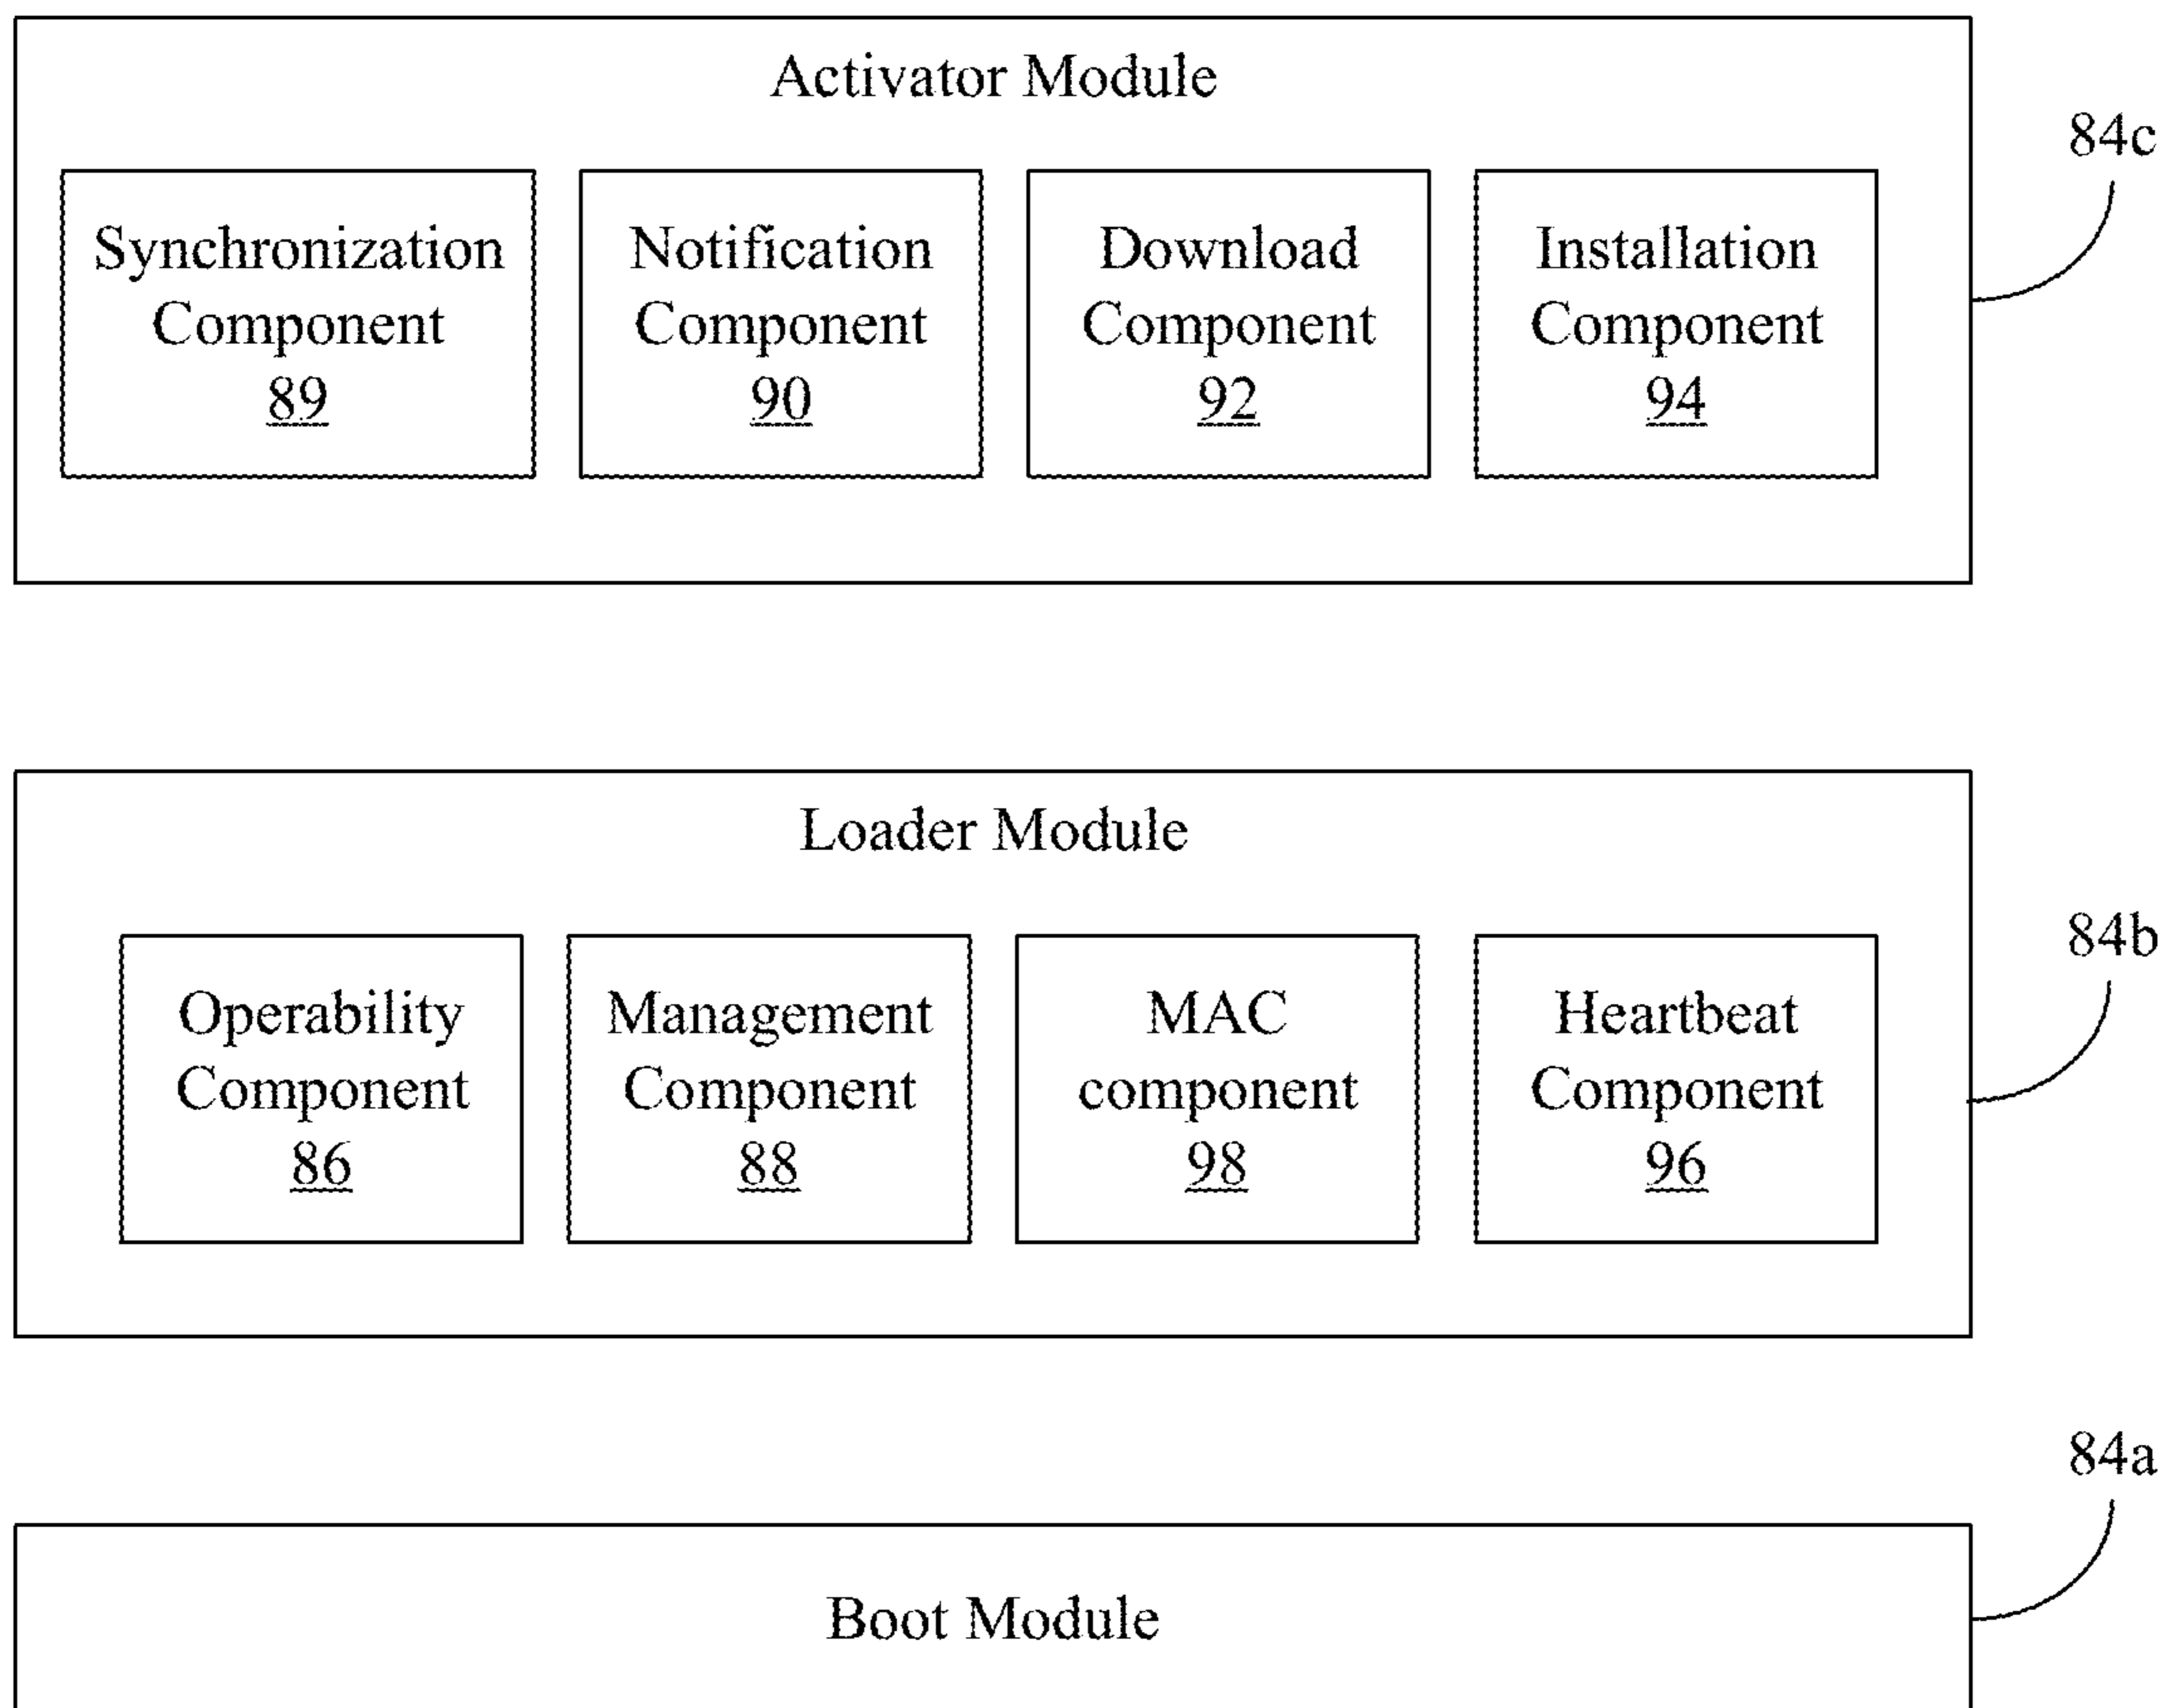 Activator Module
84c
Synchronization Component 89
Notification Component 90
Download Component 92
Installation Component 94
Loader Module
84b
Operability Component 86
Management Component 88
MAC component 98
Heartbeat Component 96
84a
Boot Module